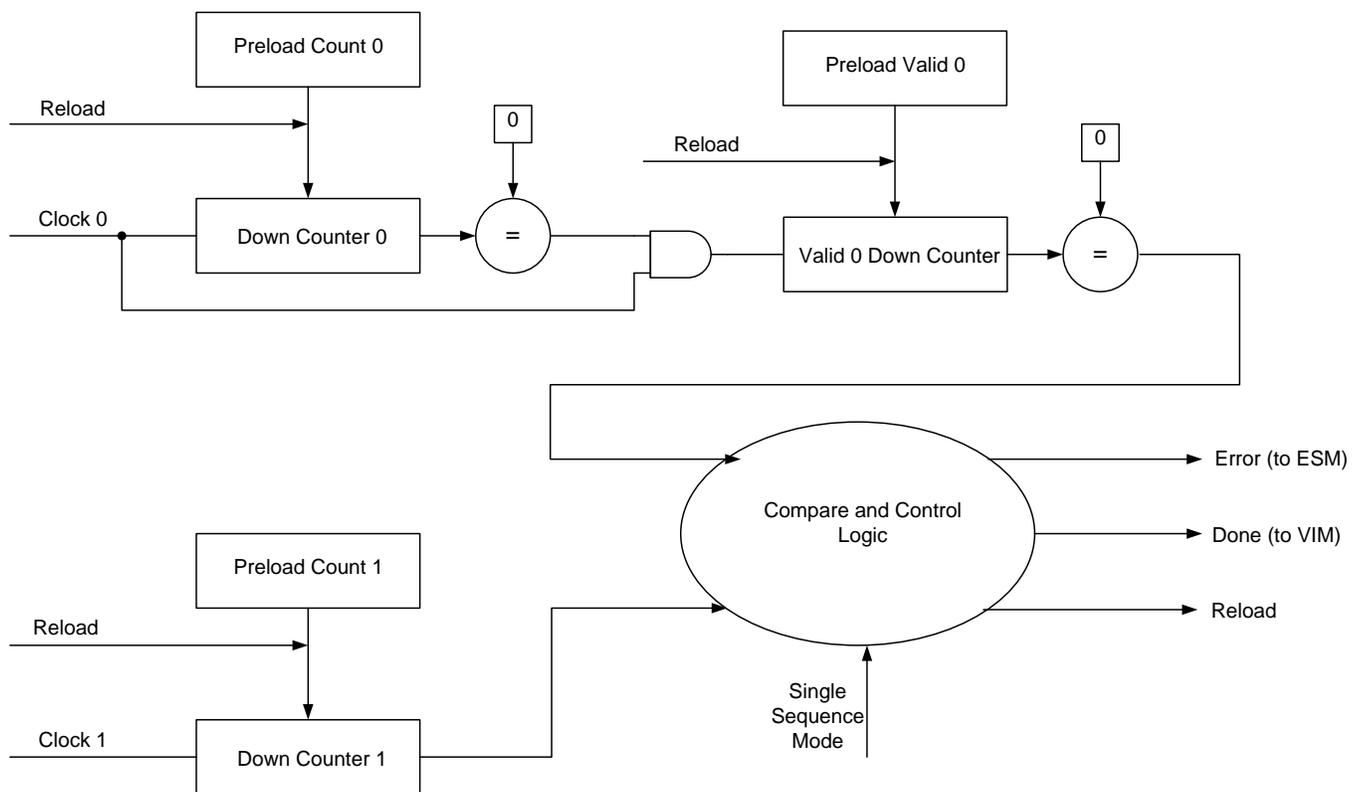 Preload Count 0
Preload Valid 0
Reload
0
Reload
0
Clock 0
Down Counter 0
=
Valid 0 Down Counter
=
Error (to ESM)
Compare and Control
Logic
Done (to VIM)
Preload Count 1
Reload
Reload
Single
Sequence
Mode
Clock 1
Down Counter 1